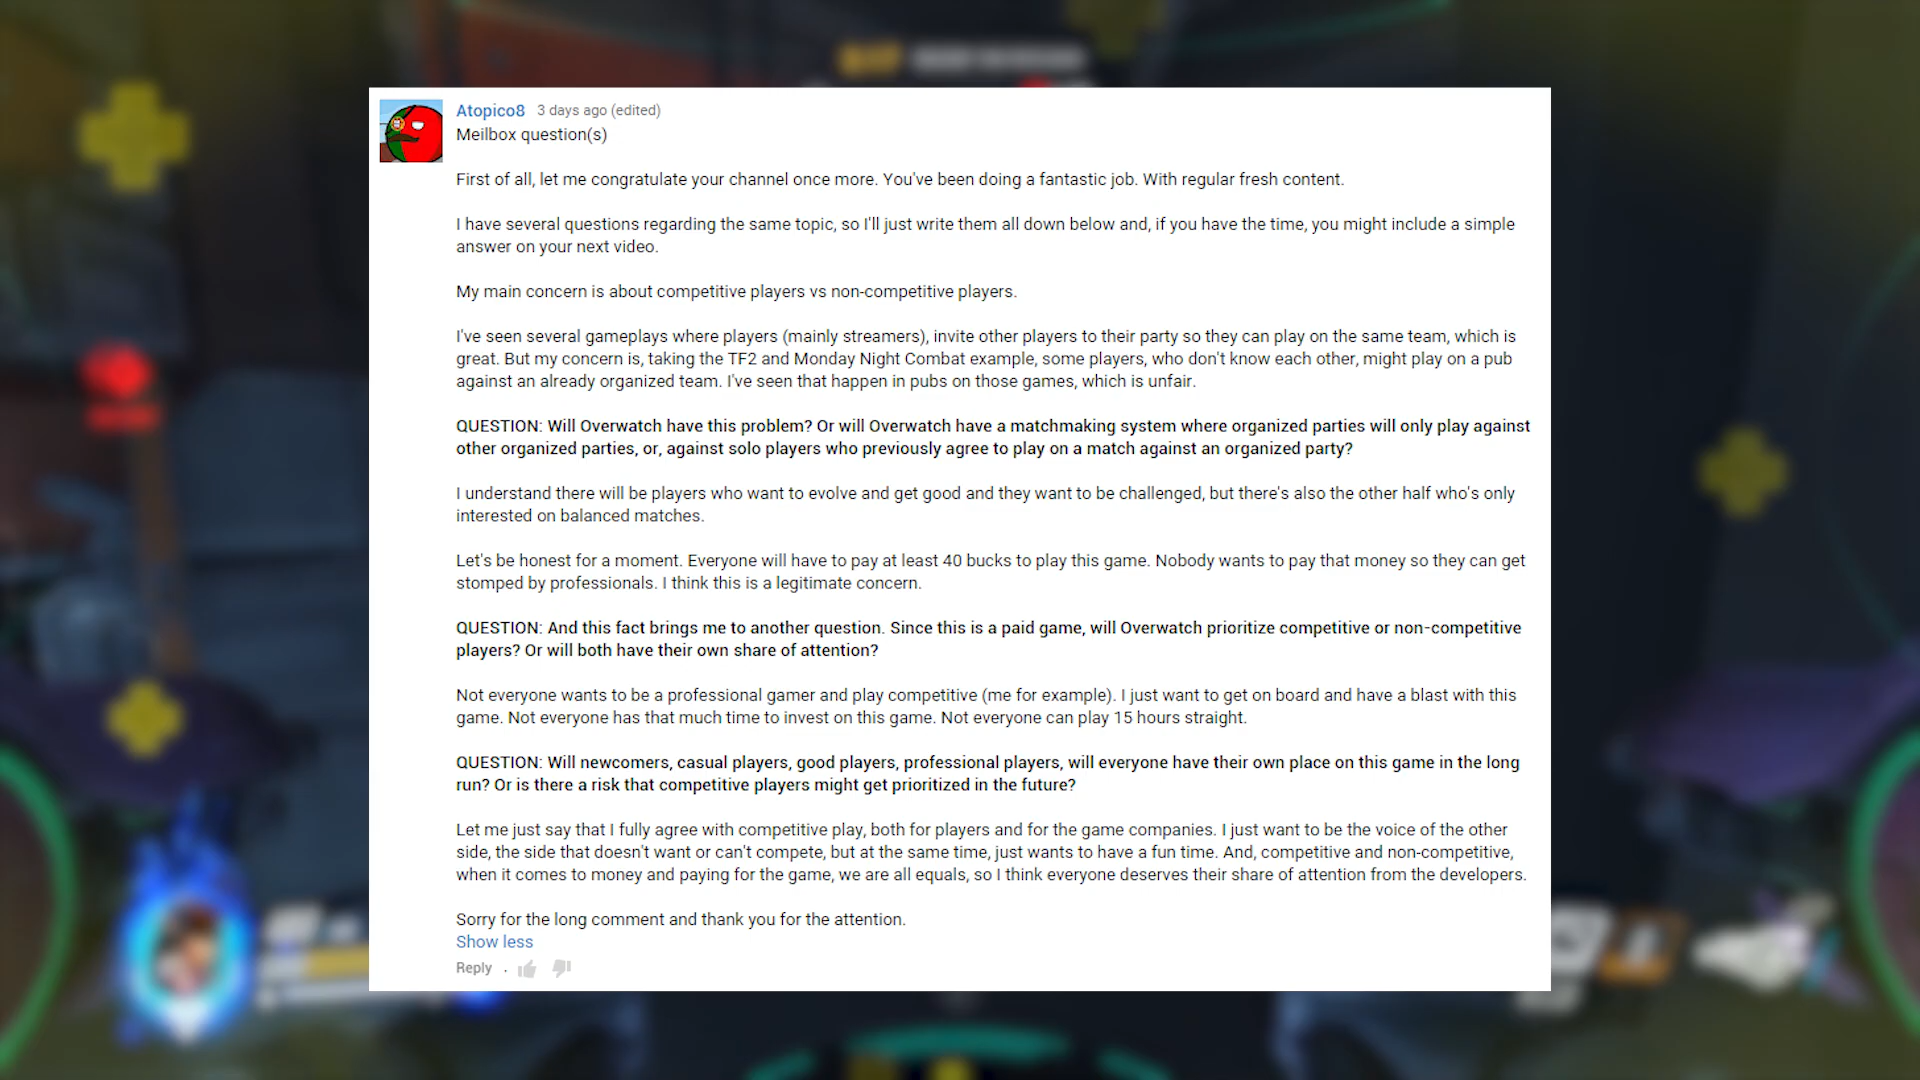 Atopico8 3 days ago (edited)
Meilbox question(s)
First of all, let me congratulate your channel once more. You've been doing a fantastic job. With regular fresh content.
I have several questions regarding the same topic, so I'll just write them all down below and, if you have the time, you might include a simple
answer on your next video.
My main concern is about competitive players vs non-competitive players.
I've seen several gameplays where players (mainly streamers), invite other players to their party so they can play on the same team, which is
great. But my concern is, taking the TF2 and Monday Night Combat example, some players, who don't know each other, might play on a pub
against an already organized team. I've seen that happen in pubs on those games, which is unfair.
QUESTION: Will Overwatch have this problem? Or will Overwatch have a matchmaking system where organized parties will only play against
other organized parties, or, against solo players who previously agree to play on a match against an organized party?
I understand there will be players who want to evolve and get good and they want to be challenged, but there's also the other half who's only
interested on balanced matches.
Let's be honest for a moment. Everyone will have to pay at least 40 bucks to play this game. Nobody wants to pay that money so they can get
stomped by professionals. I think this is a legitimate concern.
QUESTION: And this fact brings me to another question. Since this is a paid game, will Overwatch prioritize competitive or non-competitive
players? Or will both have their own share of attention?
Not everyone wants to be a professional gamer and play competitive (me for example). I just want to get on board and have a blast with this
game. Not everyone has that much time to invest on this game. Not everyone can play 15 hours straight.
QUESTION: Will newcomers, casual players, good players, professional players, will everyone have their own place on this game in the long
run? Or is there a risk that competitive players might get prioritized in the future?
Let me just say that I fully agree with competitive play, both for players and for the game companies. I just want to be the voice of the other
side, the side that doesn't want or can't compete, but at the same time, just wants to have a fun time. And, competitive and non-competitive,
when it comes to money and paying for the game, we are all equals, so I think everyone deserves their share of attention from the developers.
Sorry for the long comment and thank you for the attention.
Show less
Reply .